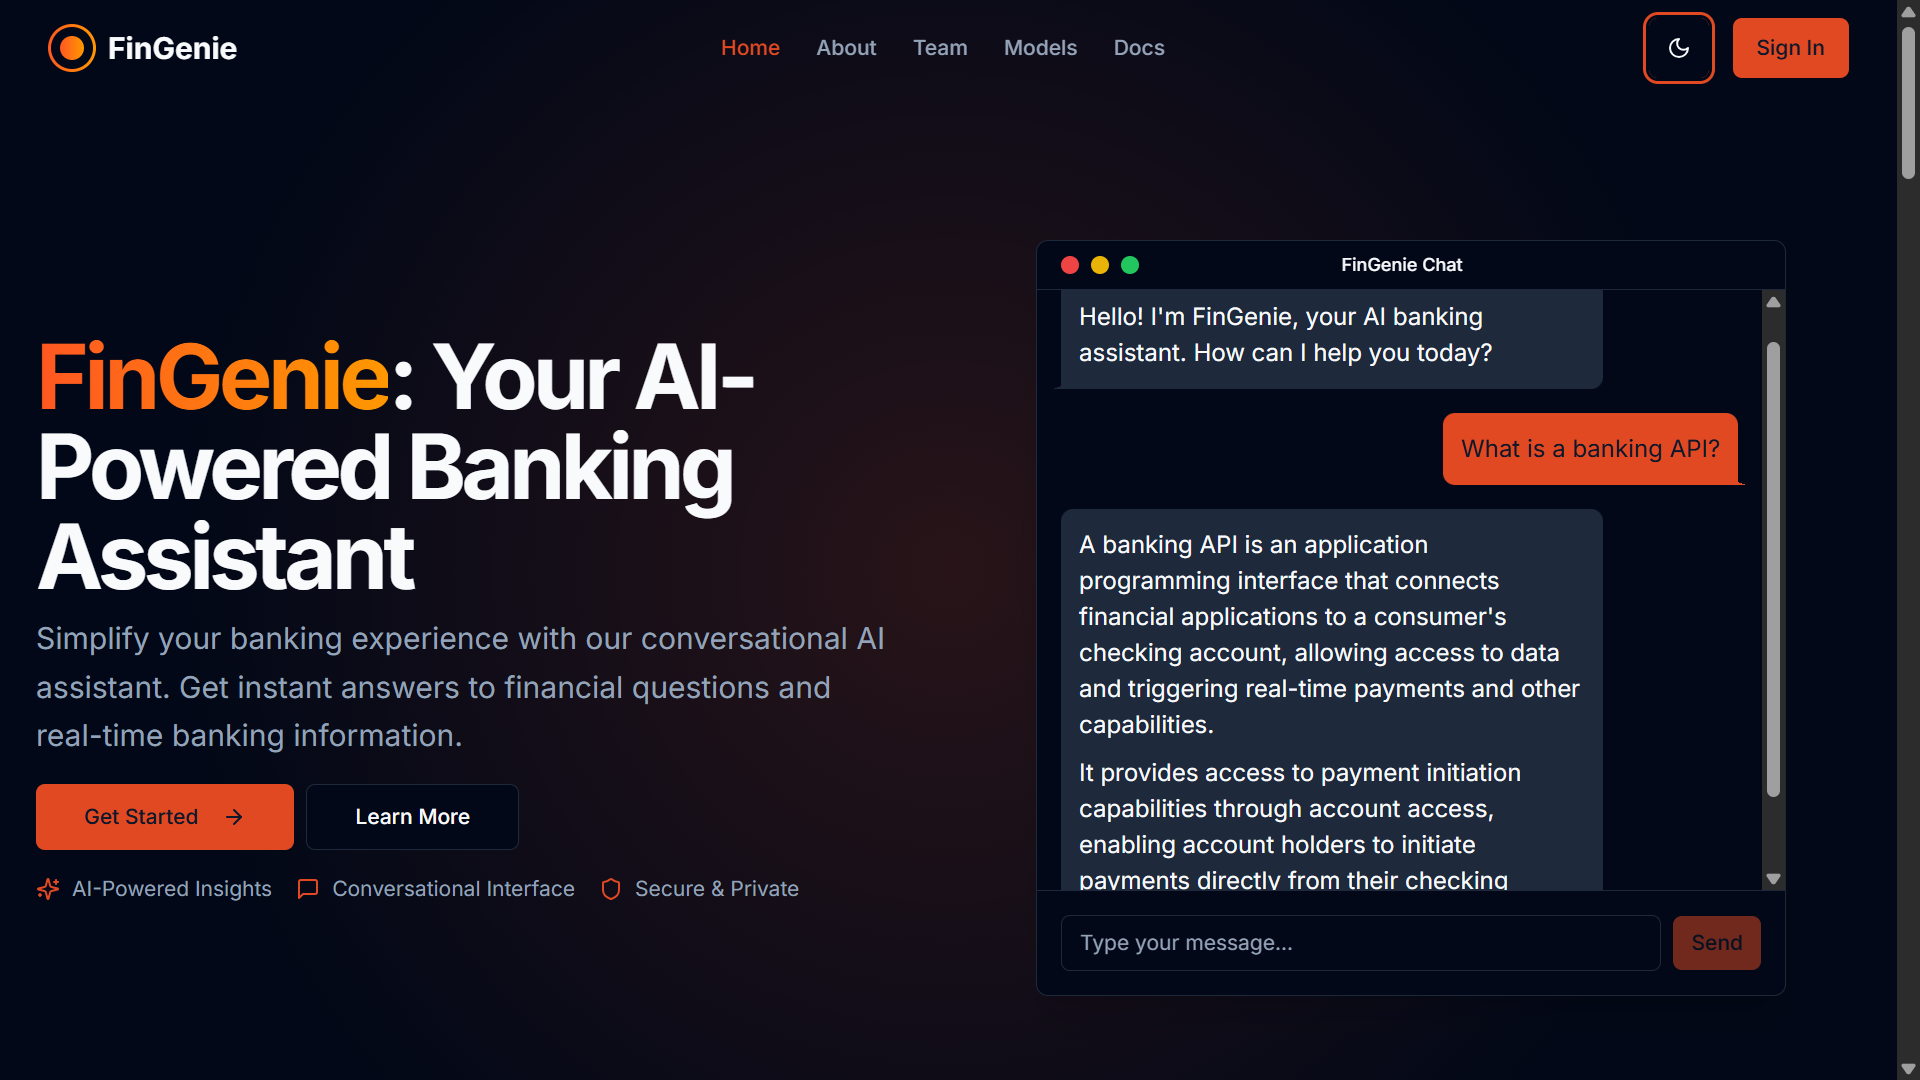 FinGenie
Home About Team Models Docs
Sign In
FinGenie: Your AI-
Powered Banking
Assistant
Simplify your banking experience with our conversational AI
assistant. Get instant answers to financial questions and
real-time banking information.
Get Started
Learn More
AI-Powered Insights
Conversational Interface
Secure & Private
FinGenie Chat
Hello! I'm FinGenie, your AI banking
assistant. How can I help you today?
What is a banking API?
A banking API is an application
programming interface that connects
financial applications to a consumer's
checking account, allowing access to data
and triggering real-time payments and other
capabilities.
It provides access to payment initiation
capabilities through account access,
enabling account holders to initiate
payments directly from their checking
Type your message...
Send